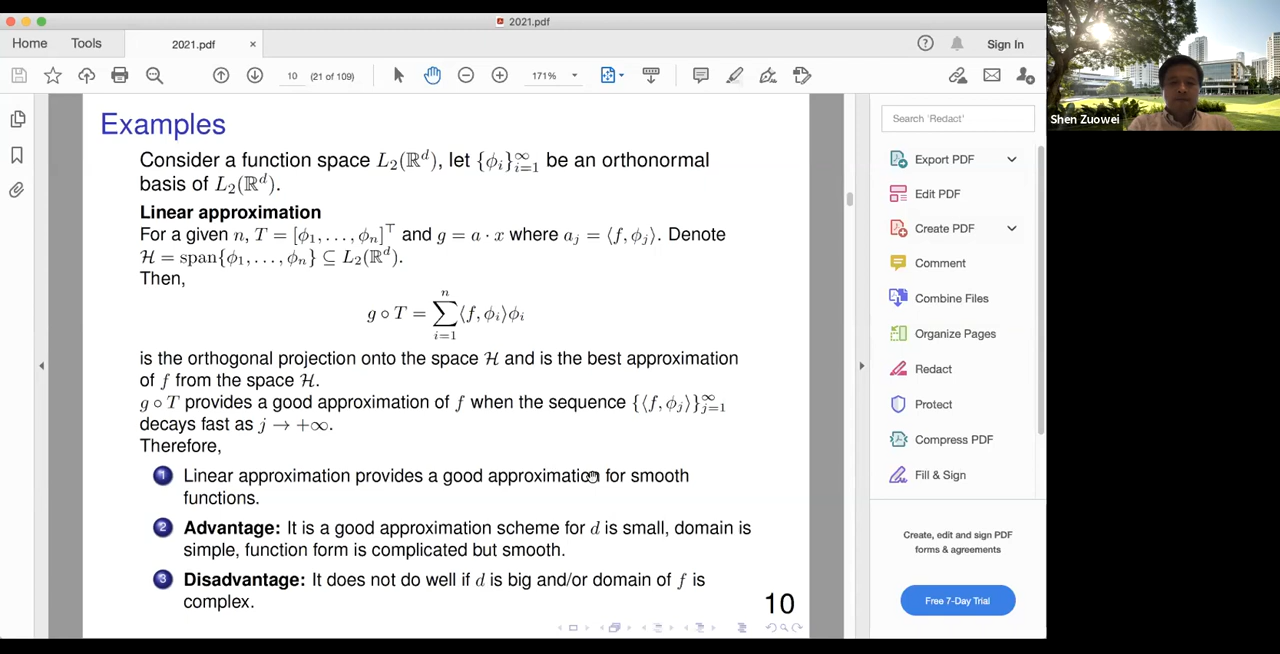 2021.pdf
Home Tools 2021.pdf × Sign In
10 (21 of 109) 171%
Shen Zuowei
Examples
Consider a function space L₂(ℝᵈ), let {ϕᵢ}ᵢ₌₁^∞ be an orthonormal
basis of L₂(ℝᵈ).
Linear approximation
For a given n, T = [ϕ₁, . . . , ϕₙ]^⊤ and g = a · x where aⱼ = ⟨f, ϕⱼ⟩. Denote
ℋ = span{ϕ₁, . . . , ϕₙ} ⊆ L₂(ℝᵈ).
Then,
g ∘ T = ∑ᵢ₌₁ⁿ ⟨f, ϕᵢ⟩ϕᵢ
is the orthogonal projection onto the space ℋ and is the best approximation
of f from the space ℋ.
g ∘ T provides a good approximation of f when the sequence {⟨f, ϕⱼ⟩}ⱼ₌₁^∞
decays fast as j → +∞.
Therefore,
1 Linear approximation provides a good approximation for smooth
functions.
2 Advantage: It is a good approximation scheme for d is small, domain is
simple, function form is complicated but smooth.
3 Disadvantage: It does not do well if d is big and/or domain of f is
complex.
10
Search 'Redact'
Export PDF
Edit PDF
Create PDF
Comment
Combine Files
Organize Pages
Redact
Protect
Compress PDF
Fill & Sign
Create, edit and sign PDF
forms & agreements
Free 7-Day Trial